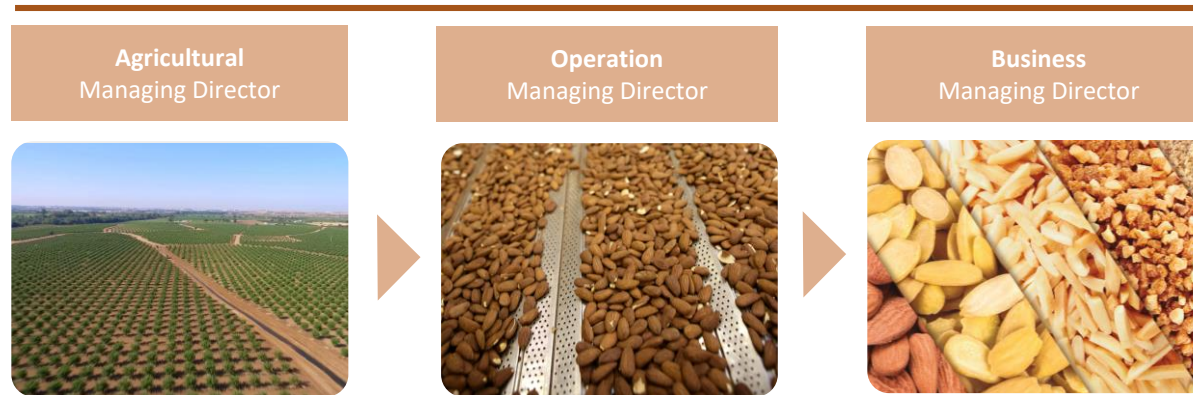 Agricultural
Managing Director
Operation
Managing Director
Business
Managing Director